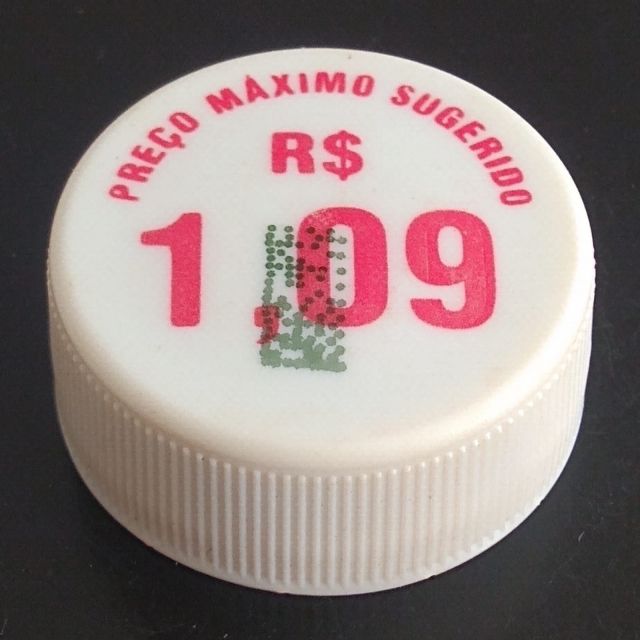 PREÇO MÁXIMO SUGERIDO
R$
1,09